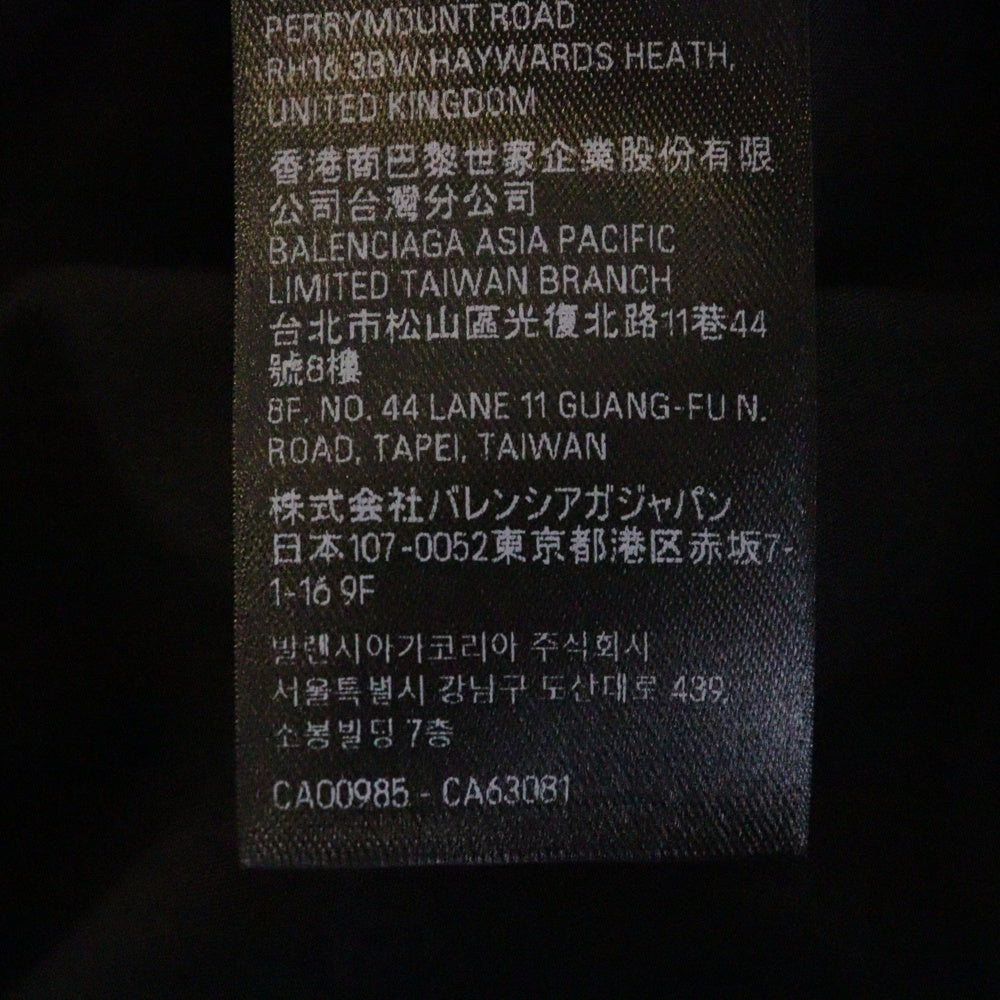 PERRYMOUNT ROAD
RH16 3BW HAYWARDS HEATH,
UNITED KINGDOM
香港商巴黎世家企業股份有限
公司台灣分公司
BALENCIAGA ASIA PACIFIC
LIMITED TAIWAN BRANCH
台北市松山區光復北路11巷44
號8樓
8F, NO. 44 LANE 11 GUANG-FU N.
ROAD, TAPEI, TAIWAN
株式会社バレンシアガジャパン
日本107-0052東京都港区赤坂7-
1-16 9F
발렌시아가코리아 주식회사
서울특별시 강남구 도산대로 439,
소봉빌딩 7층
CA00985 - CA63081